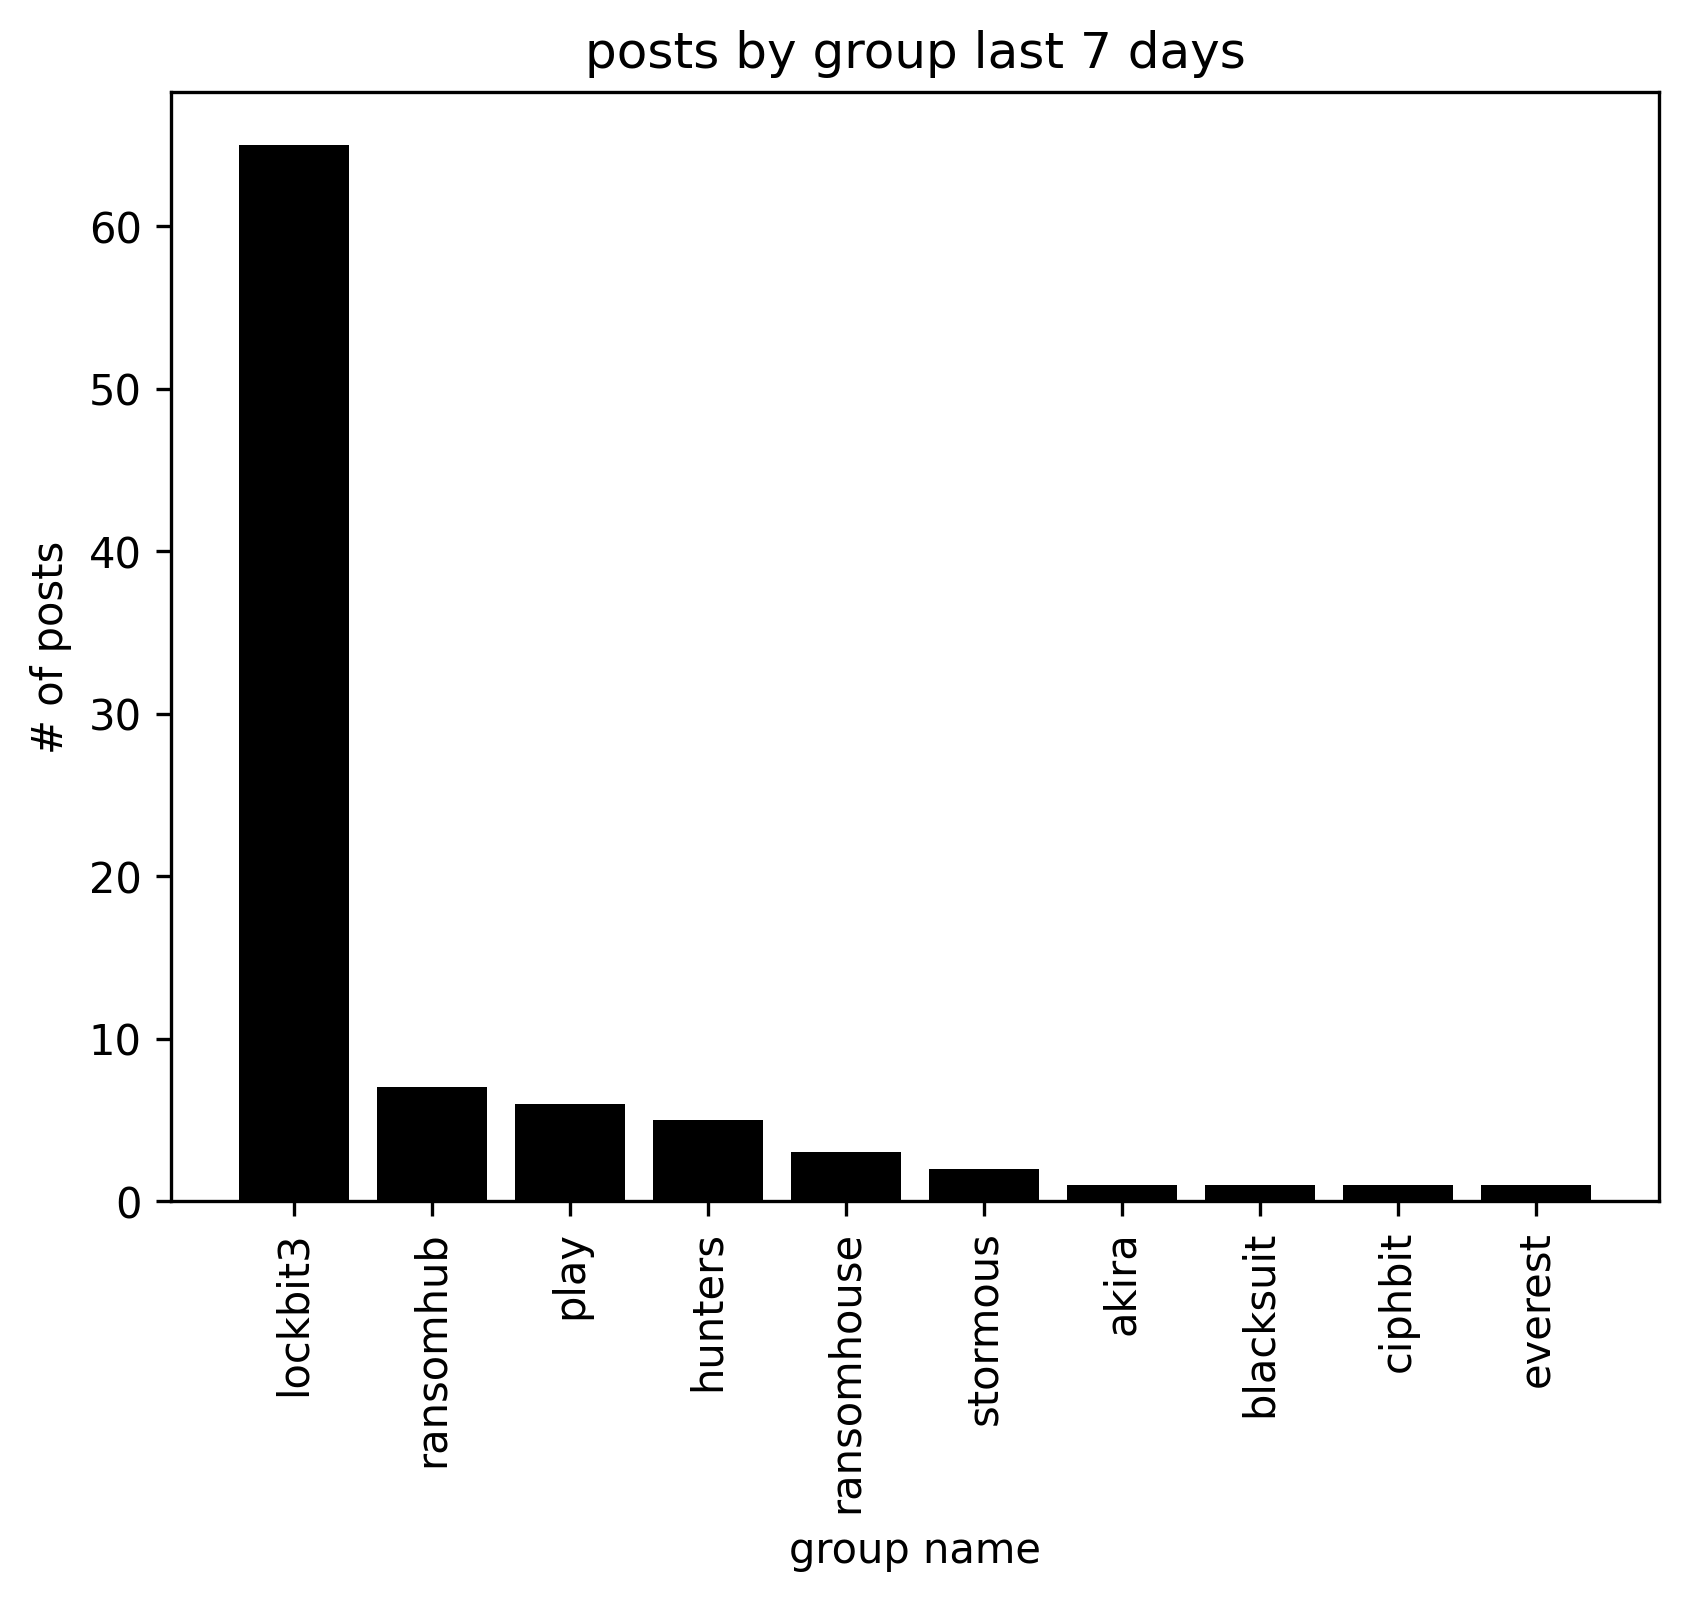 posts by group last 7 days
# of posts
60
50
40
30
20
10
0
lockbit3
ransomhub
play
hunters
ransomhouse
stormous
akira
blacksuit
ciphbit
everest
group name